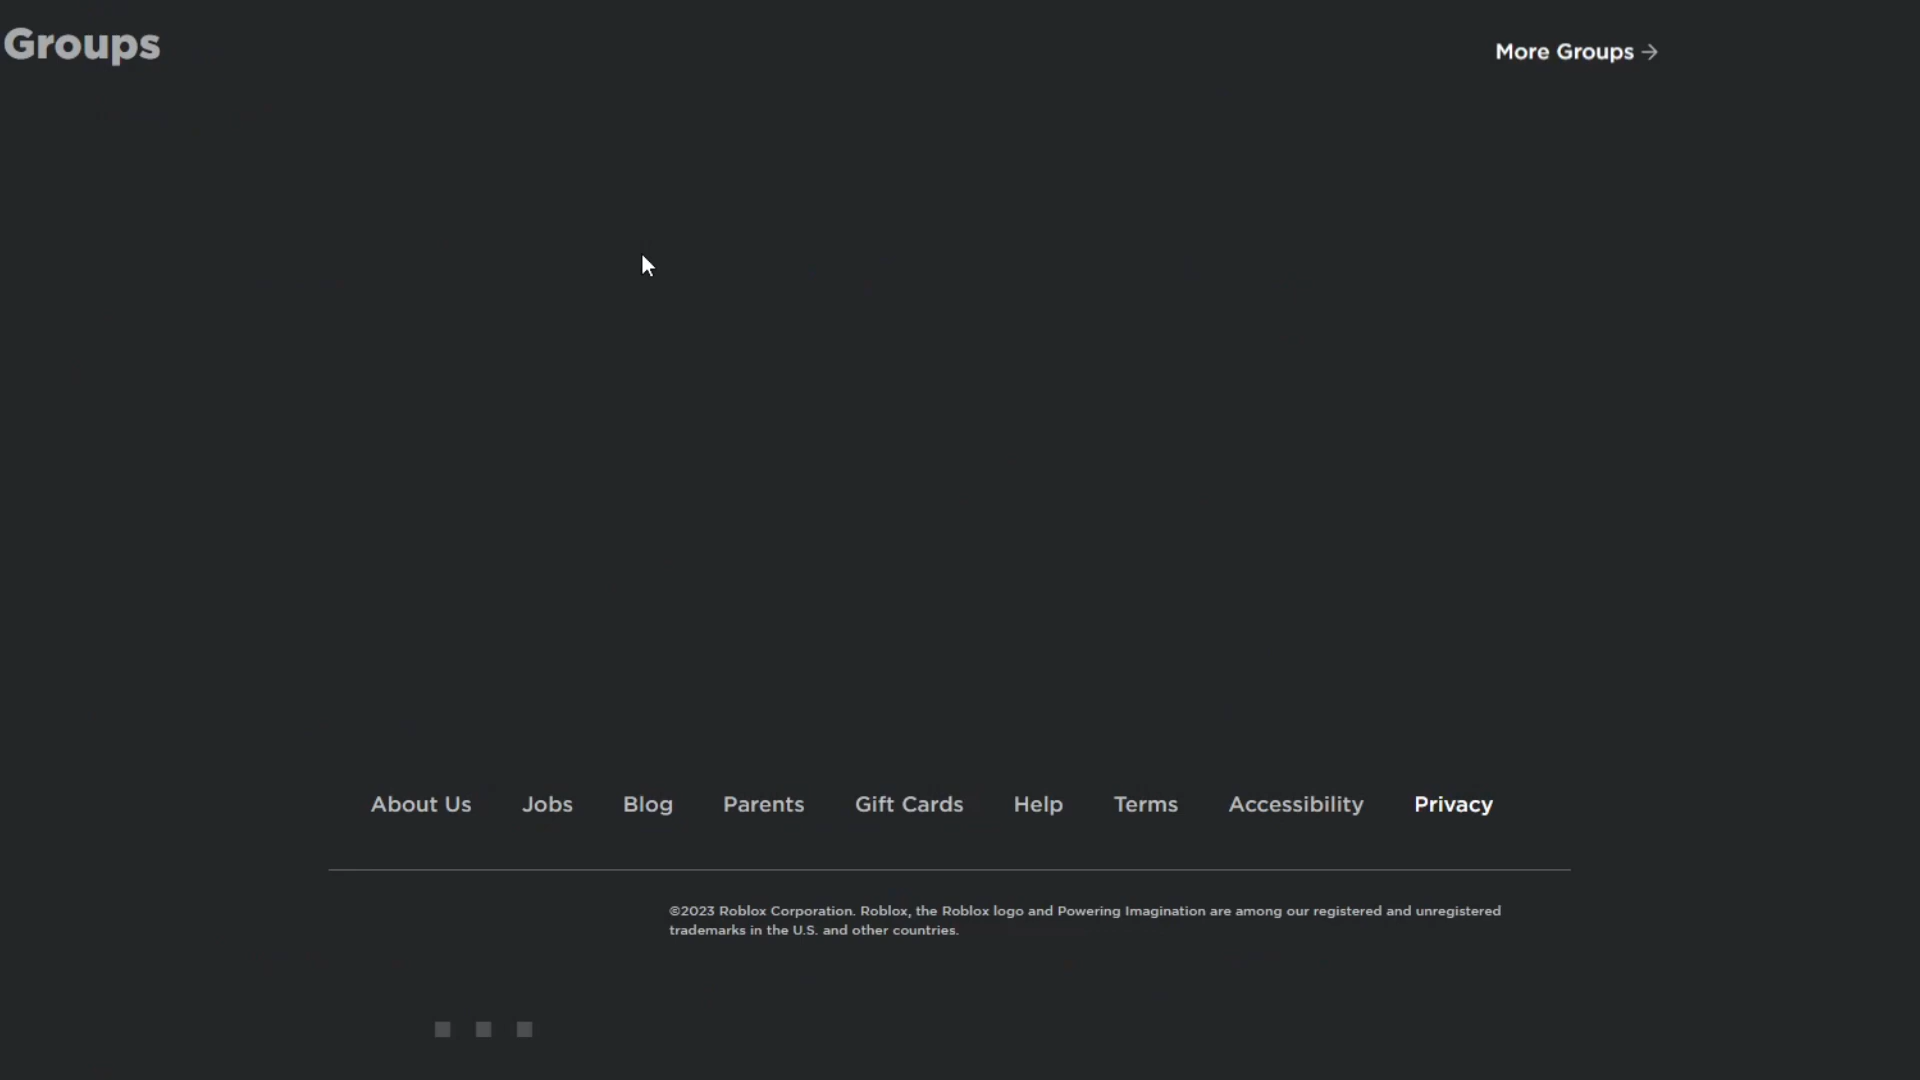 Groups
More Groups →
About Us Jobs Blog Parents Gift Cards Help Terms Accessibility Privacy
©2023 Roblox Corporation. Roblox, the Roblox logo and Powering Imagination are among our registered and unregistered
trademarks in the U.S. and other countries.